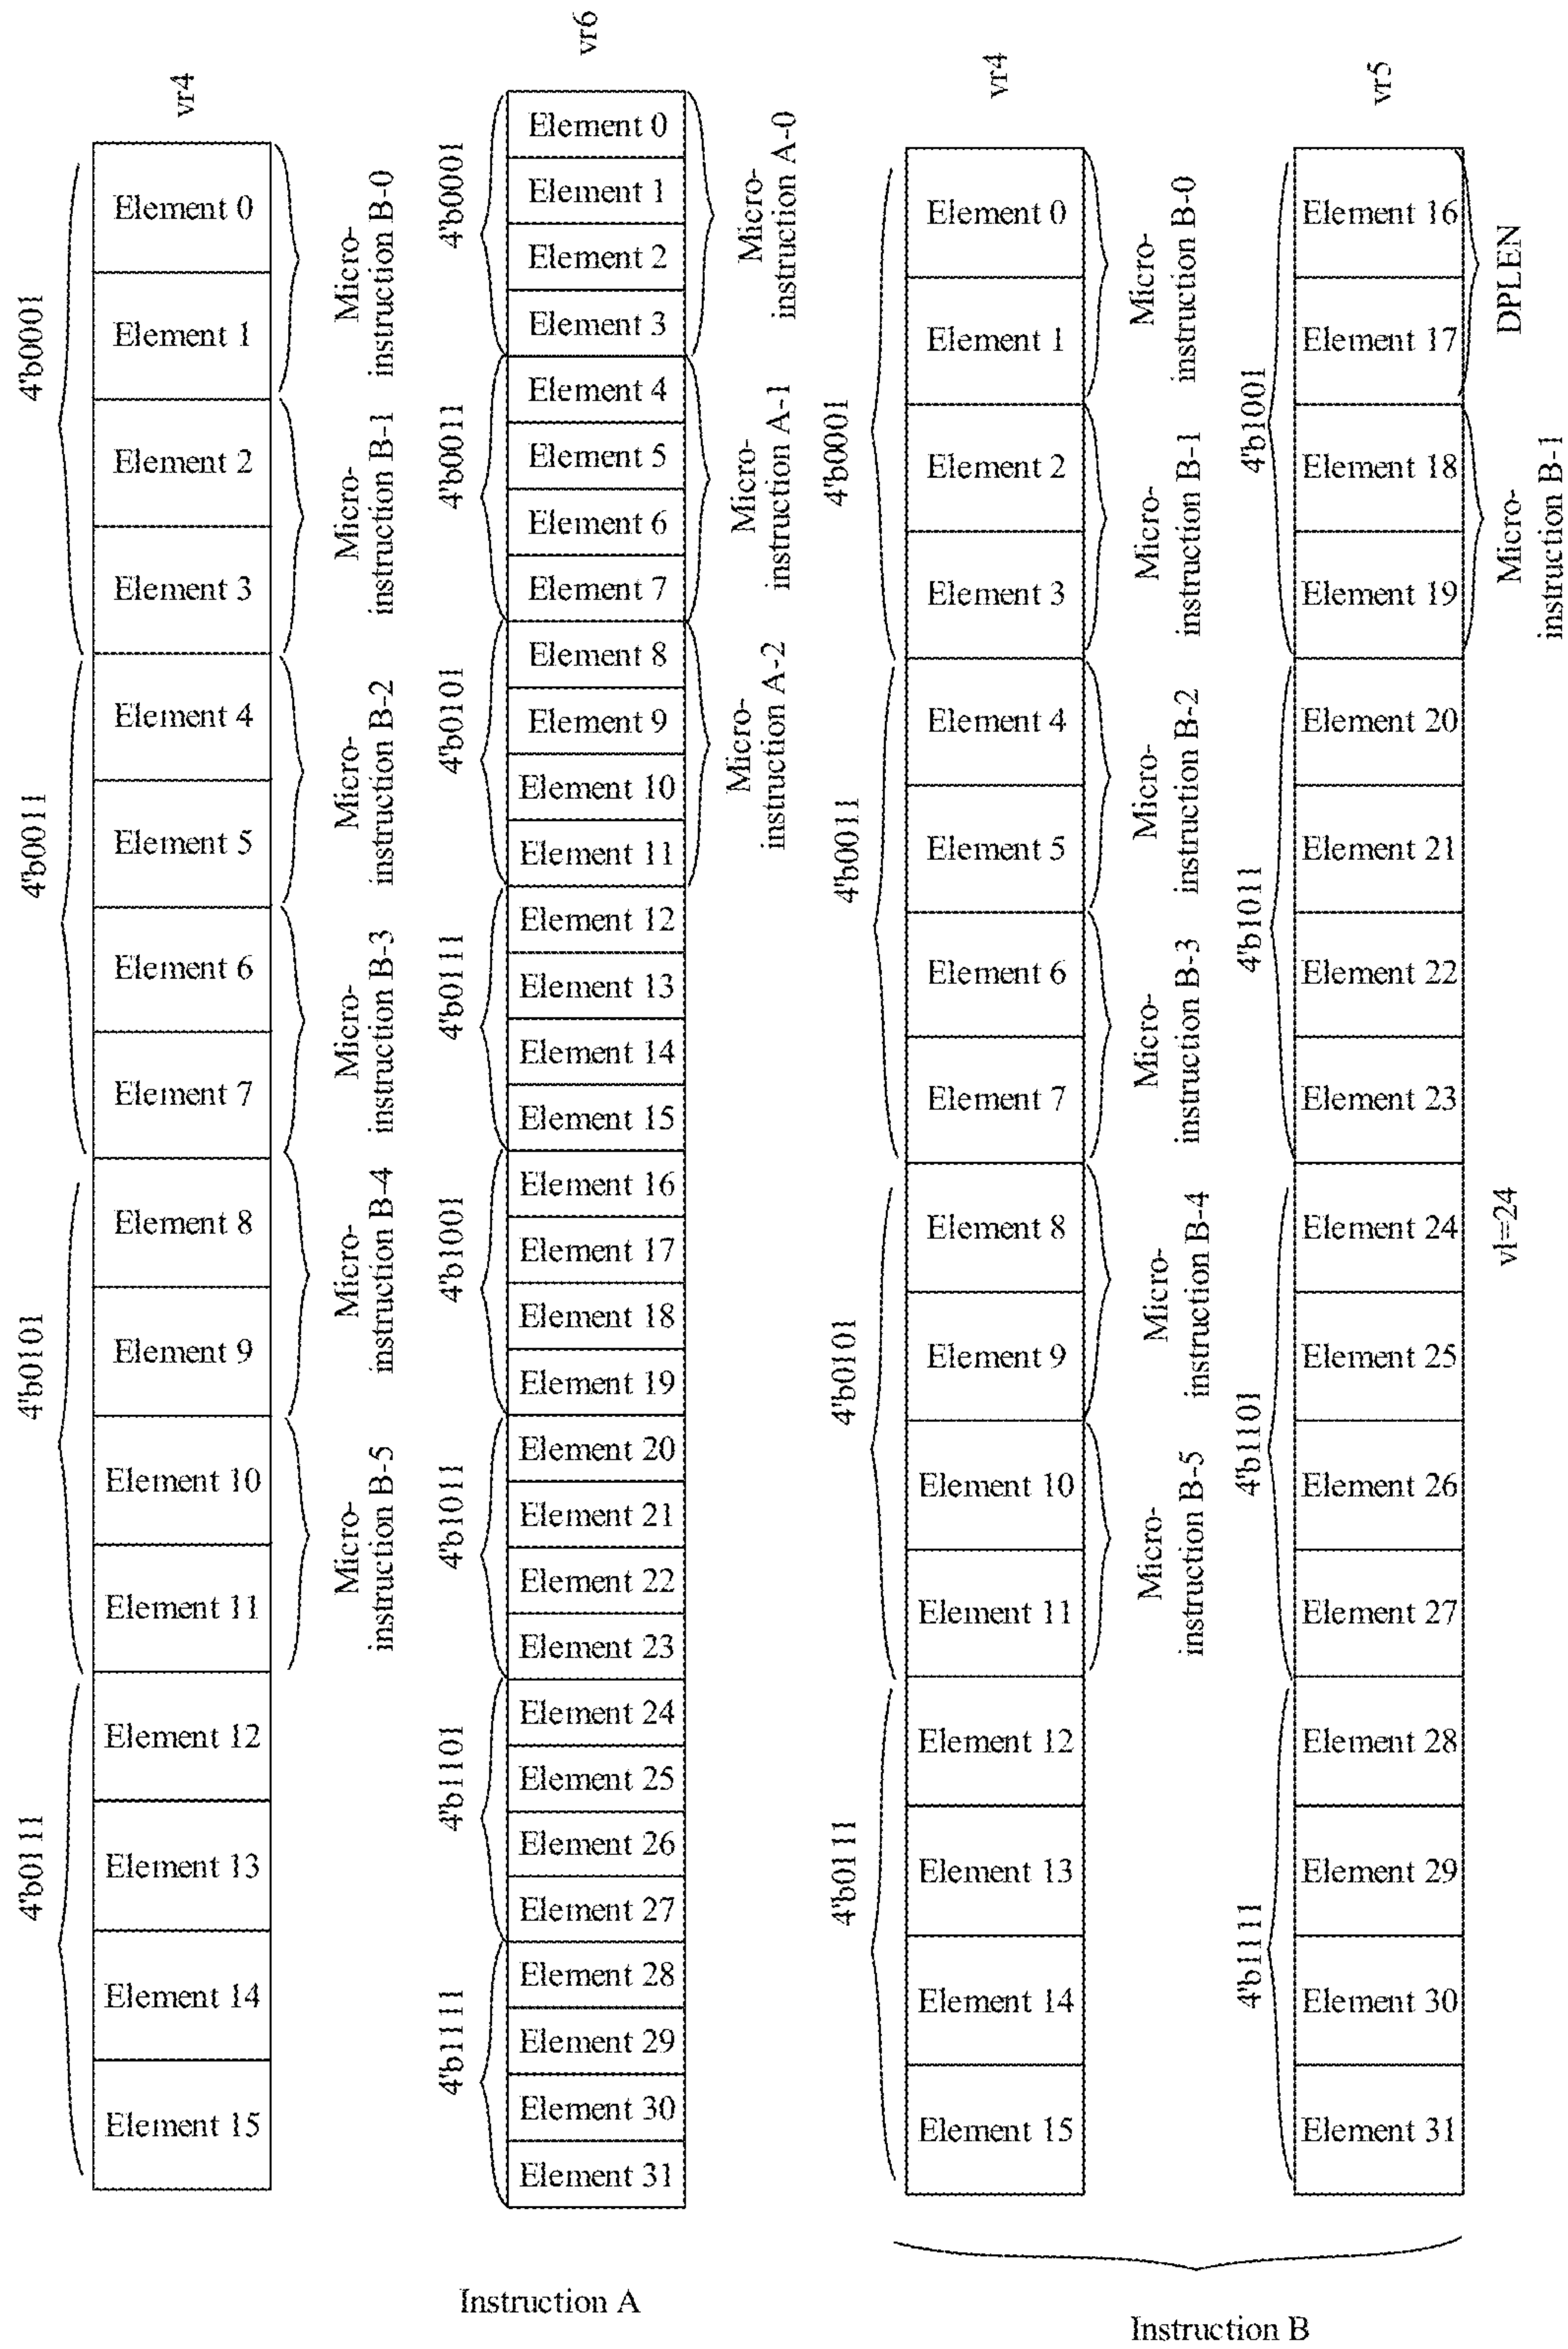 vr4
4'b0001
4'b0011
4'b0101
4'b0111
Element 0
Element 1
Element 2
Element 3
Element 4
Element 5
Element 6
Element 7
Element 8
Element 9
Element 10
Element 11
Element 12
Element 13
Element 14
Element 15
Micro-
instruction B-0
Micro-
instruction B-1
Micro-
instruction B-2
Micro-
instruction B-3
Micro-
instruction B-4
Micro-
instruction B-5
vr6
4'b0001
4'b0011
4'b0101
4'b0111
4'b1001
4'b1011
4'b1101
4'b1111
Element 0
Element 1
Element 2
Element 3
Element 4
Element 5
Element 6
Element 7
Element 8
Element 9
Element 10
Element 11
Element 12
Element 13
Element 14
Element 15
Element 16
Element 17
Element 18
Element 19
Element 20
Element 21
Element 22
Element 23
Element 24
Element 25
Element 26
Element 27
Element 28
Element 29
Element 30
Element 31
Micro-
instruction A-0
Micro-
instruction A-1
Micro-
instruction A-2
Instruction A
vr4
4'b0001
4'b0011
4'b0101
4'b0111
Element 0
Element 1
Element 2
Element 3
Element 4
Element 5
Element 6
Element 7
Element 8
Element 9
Element 10
Element 11
Element 12
Element 13
Element 14
Element 15
Micro-
instruction B-0
Micro-
instruction B-1
Micro-
instruction B-2
Micro-
instruction B-3
Micro-
instruction B-4
Micro-
instruction B-5
vr5
4'b1001
4'b1011
4'b1101
4'b1111
Element 16
Element 17
Element 18
Element 19
Element 20
Element 21
Element 22
Element 23
Element 24
Element 25
Element 26
Element 27
Element 28
Element 29
Element 30
Element 31
DPLEN
Micro-
instruction B-1
vl=24
Instruction B